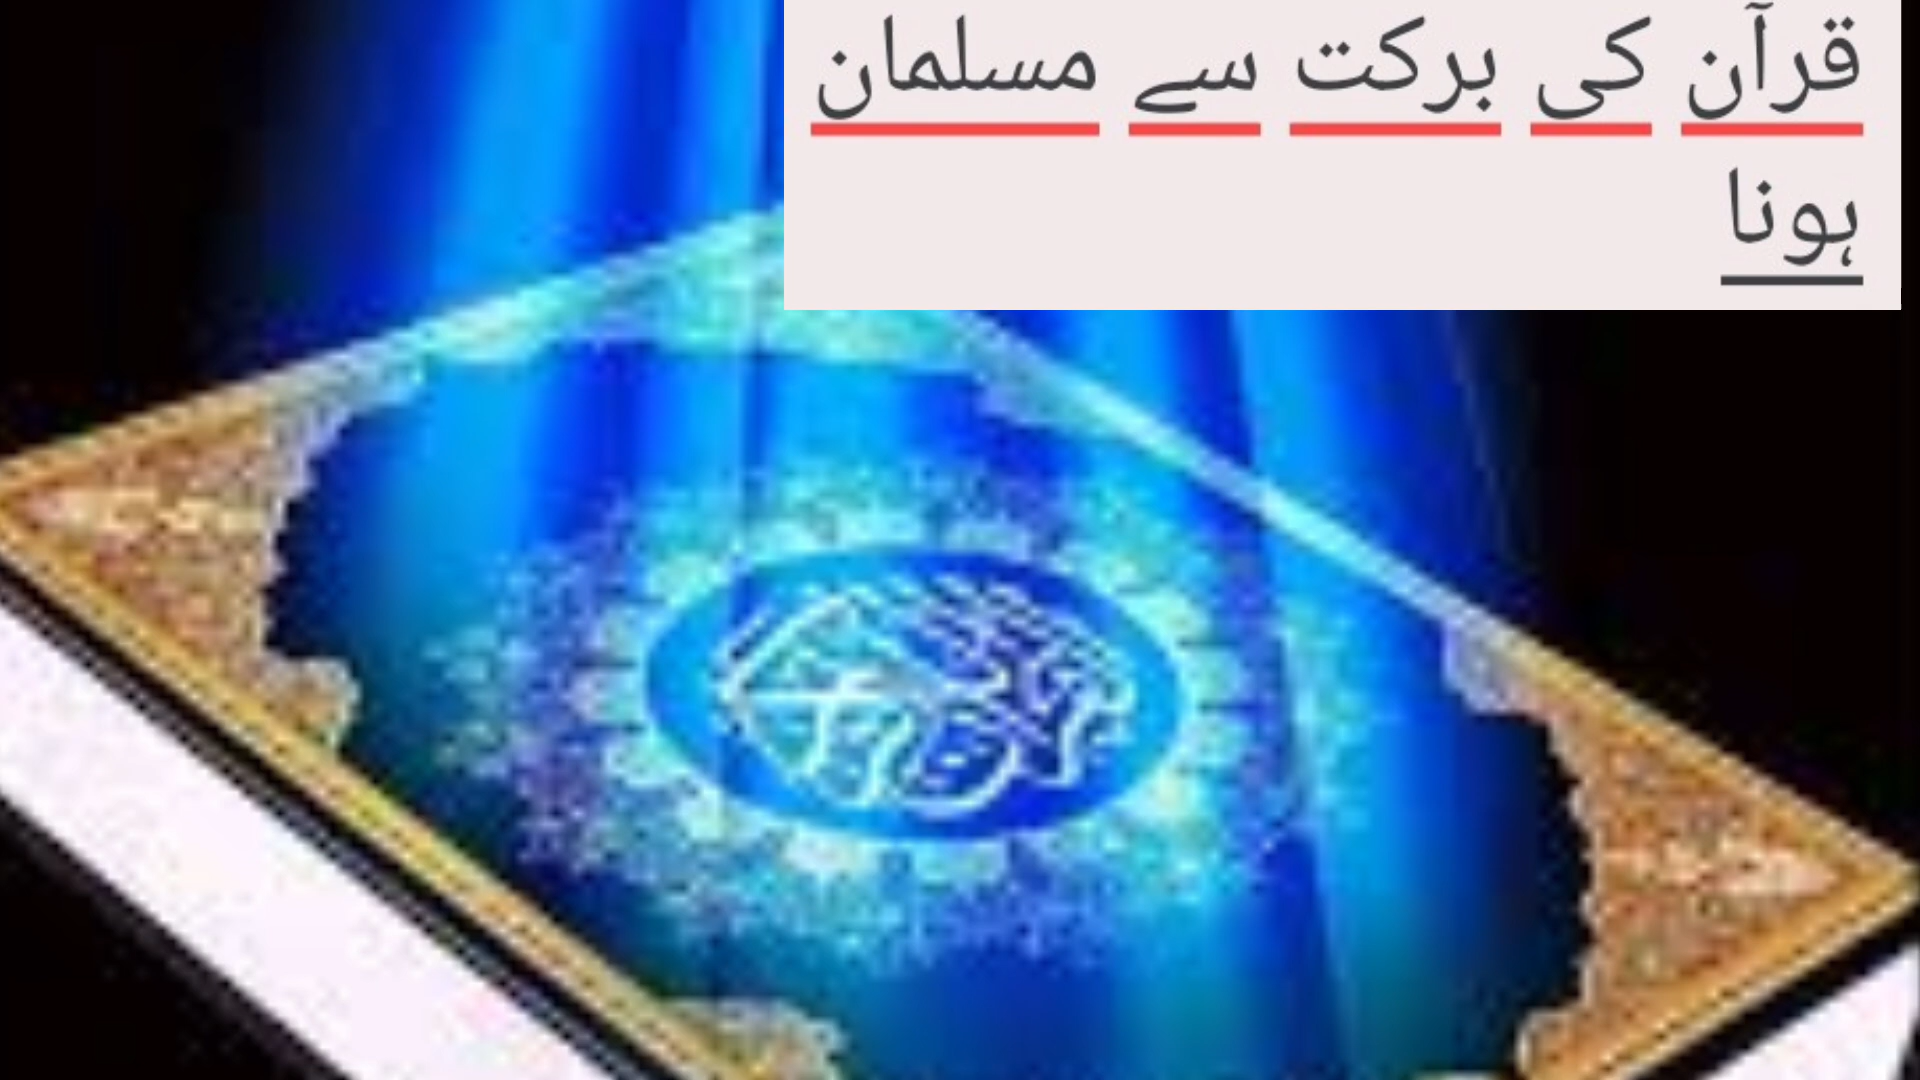 قرآن کی برکت سے مسلمان
ہونا